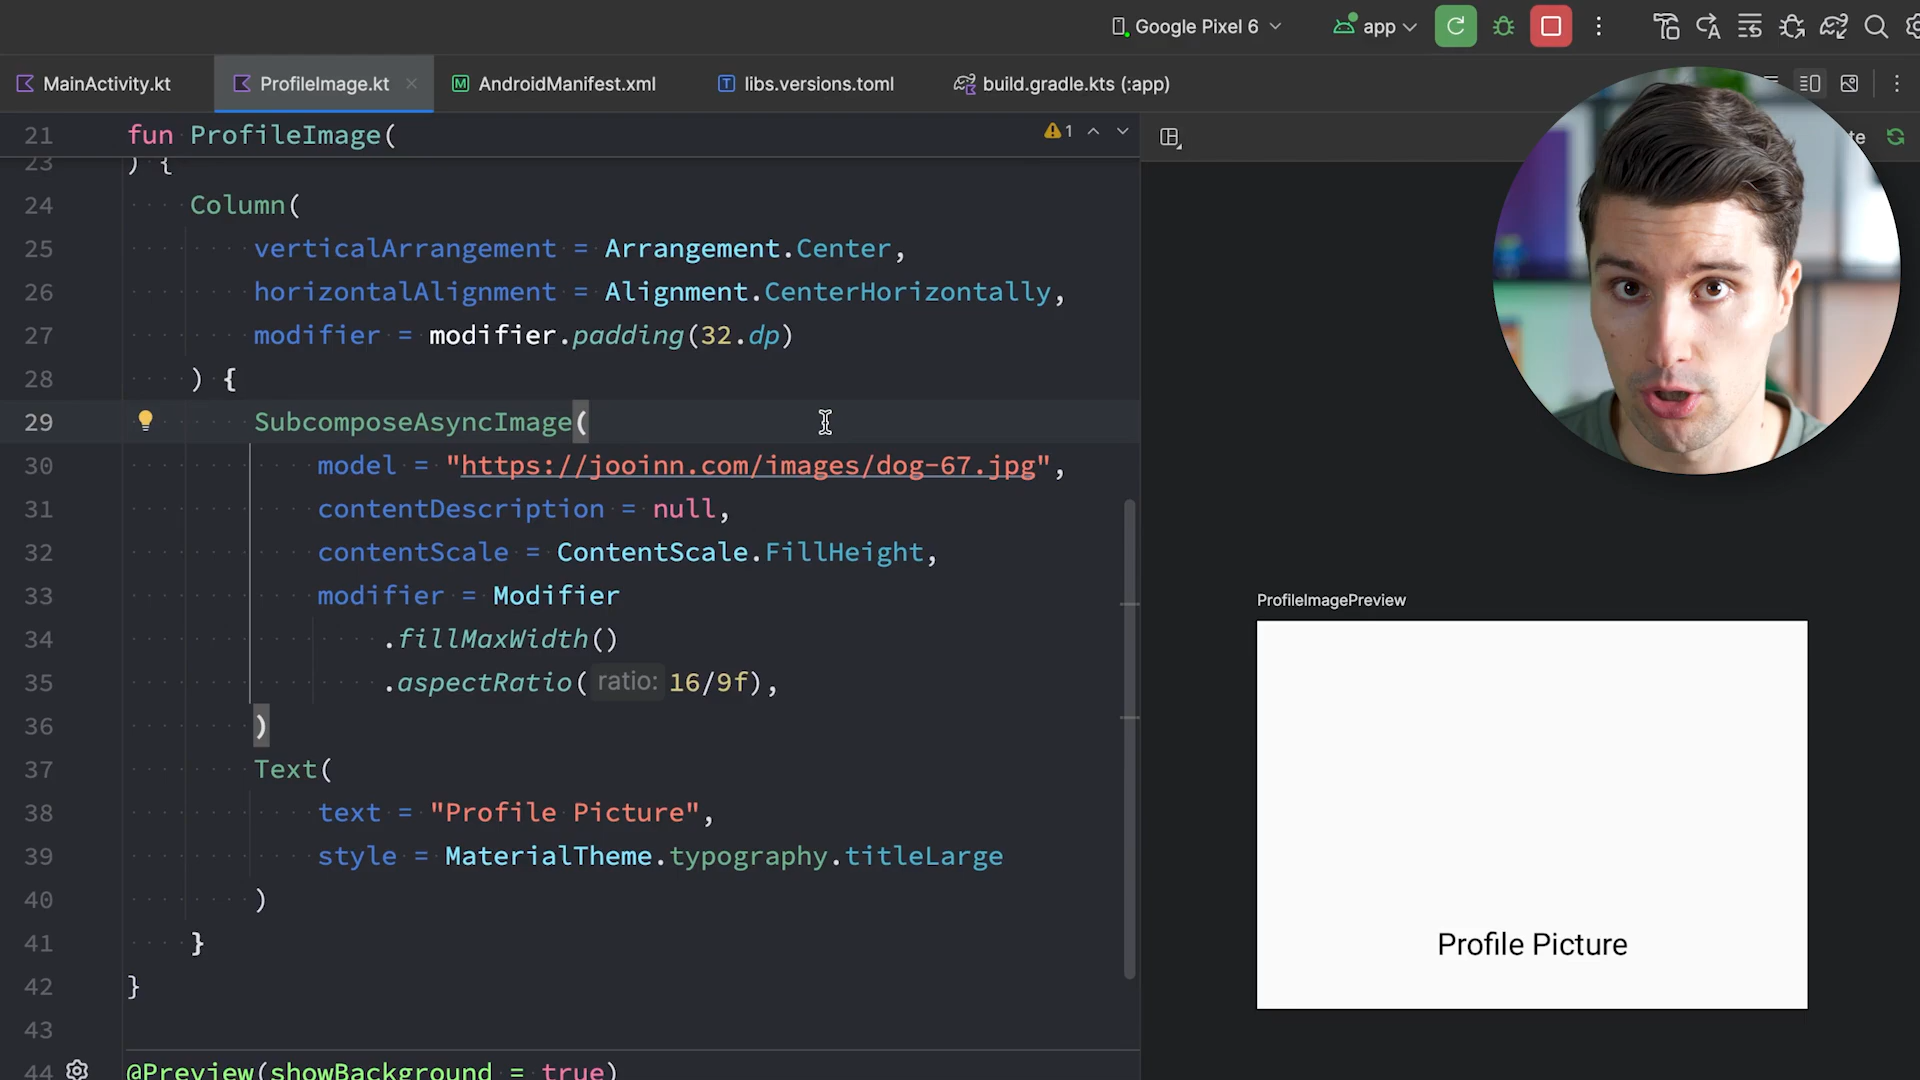 Google Pixel 6
app
MainActivity.kt
ProfileImage.kt
AndroidManifest.xml
libs.versions.toml
build.gradle.kts (:app)
21 fun ProfileImage(
1
23 ) {
24 Column(
25 verticalArrangement = Arrangement.Center,
26 horizontalAlignment = Alignment.CenterHorizontally,
27 modifier = modifier.padding(32.dp)
28 ) {
29 SubcomposeAsyncImage(
30 model = "https://jooinn.com/images/dog-67.jpg",
31 contentDescription = null,
32 contentScale = ContentScale.FillHeight,
33 modifier = Modifier
34 .fillMaxWidth()
35 .aspectRatio( ratio: 16/9f),
36 )
37 Text(
38 text = "Profile Picture",
39 style = MaterialTheme.typography.titleLarge
40 )
41 }
42 }
43
44 @Preview(showBackground = true)
ProfileImagePreview
Profile Picture